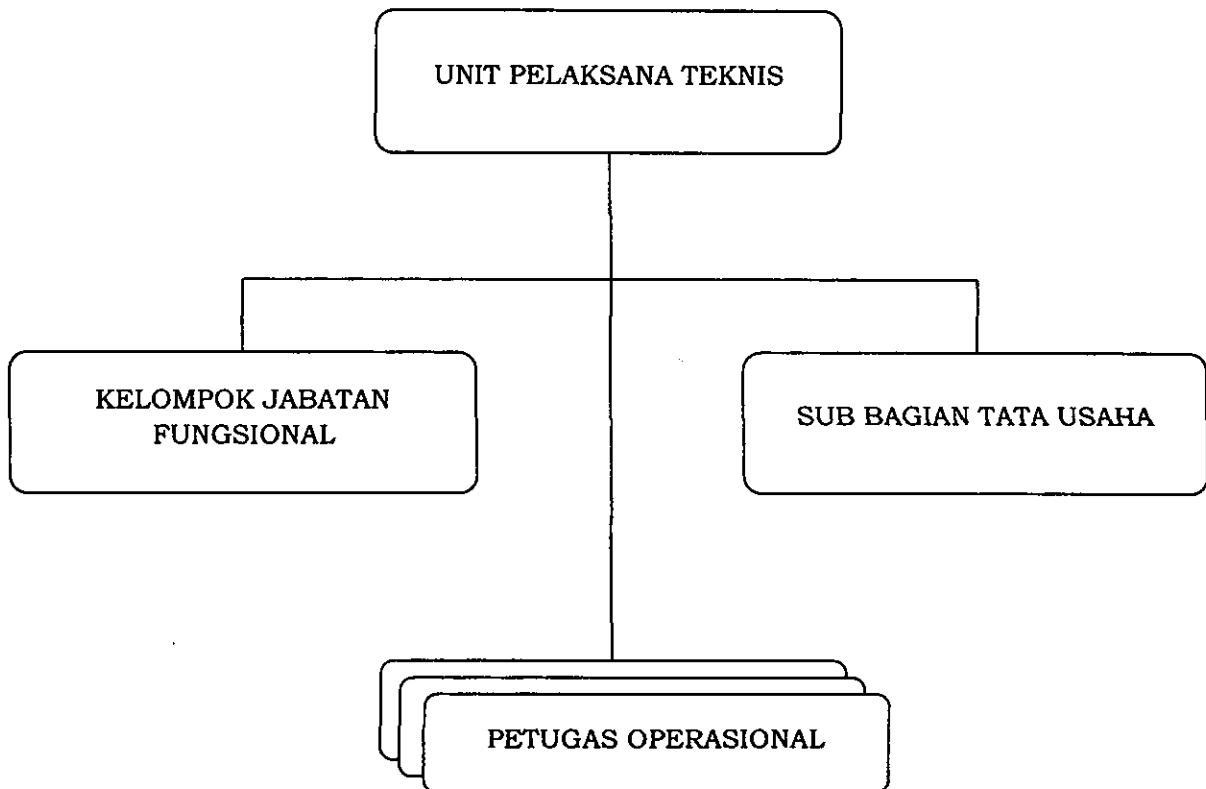 UNIT PELAKSANA TEKNIS
KELOMPOK JABATAN
FUNGSIONAL
SUB BAGIAN TATA USAHA
PETUGAS OPERASIONAL